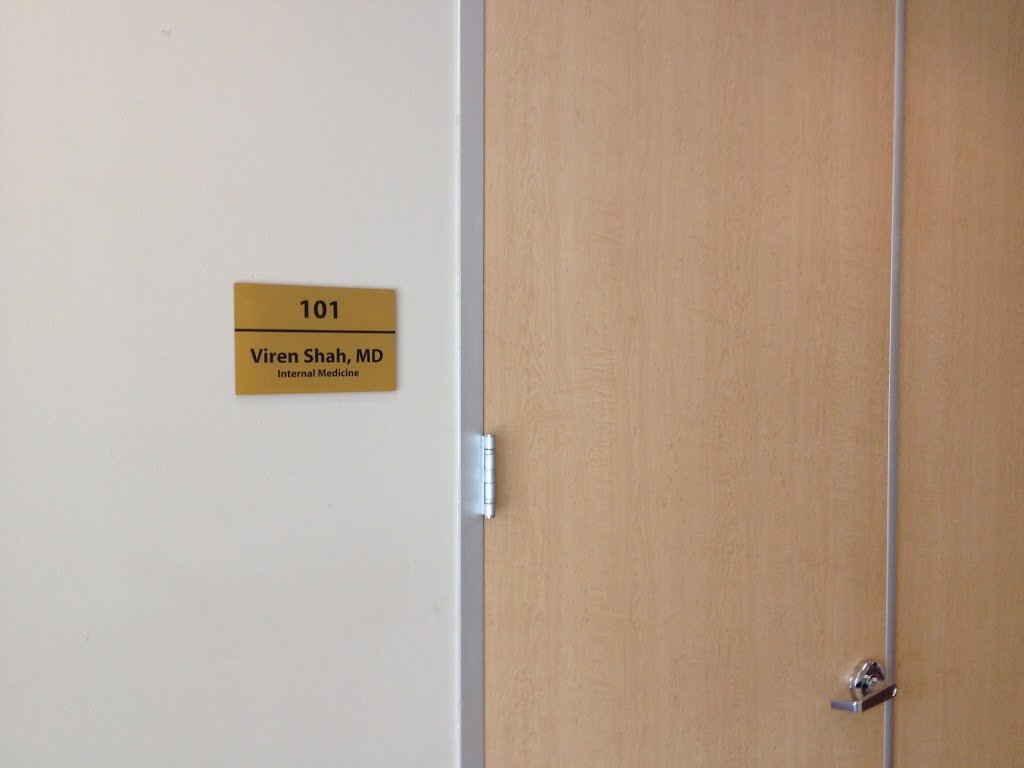 101
Viren Shah, MD
Internal Medicine